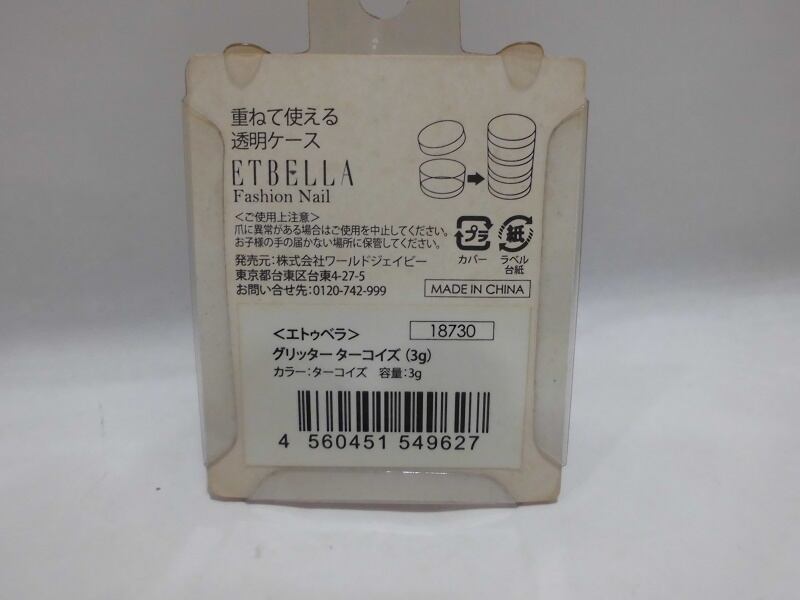 重ねて使える
透明ケース
ETBELLA
Fashion Nail
＜ご使用上注意＞
爪に異常がある場合はご使用を中止してください。
お子様の手の届かない場所に保管してください。
発売元：株式会社ワールドジェイビー
東京都台東区台東4-27-5
お問い合せ先：0120-742-999
プラ
カバー
紙
ラベル
台紙
MADE IN CHINA
＜エトゥベラ＞
18730
グリッター ターコイズ (3g)
カラー：ターコイズ　容量：3g
4 560451 549627